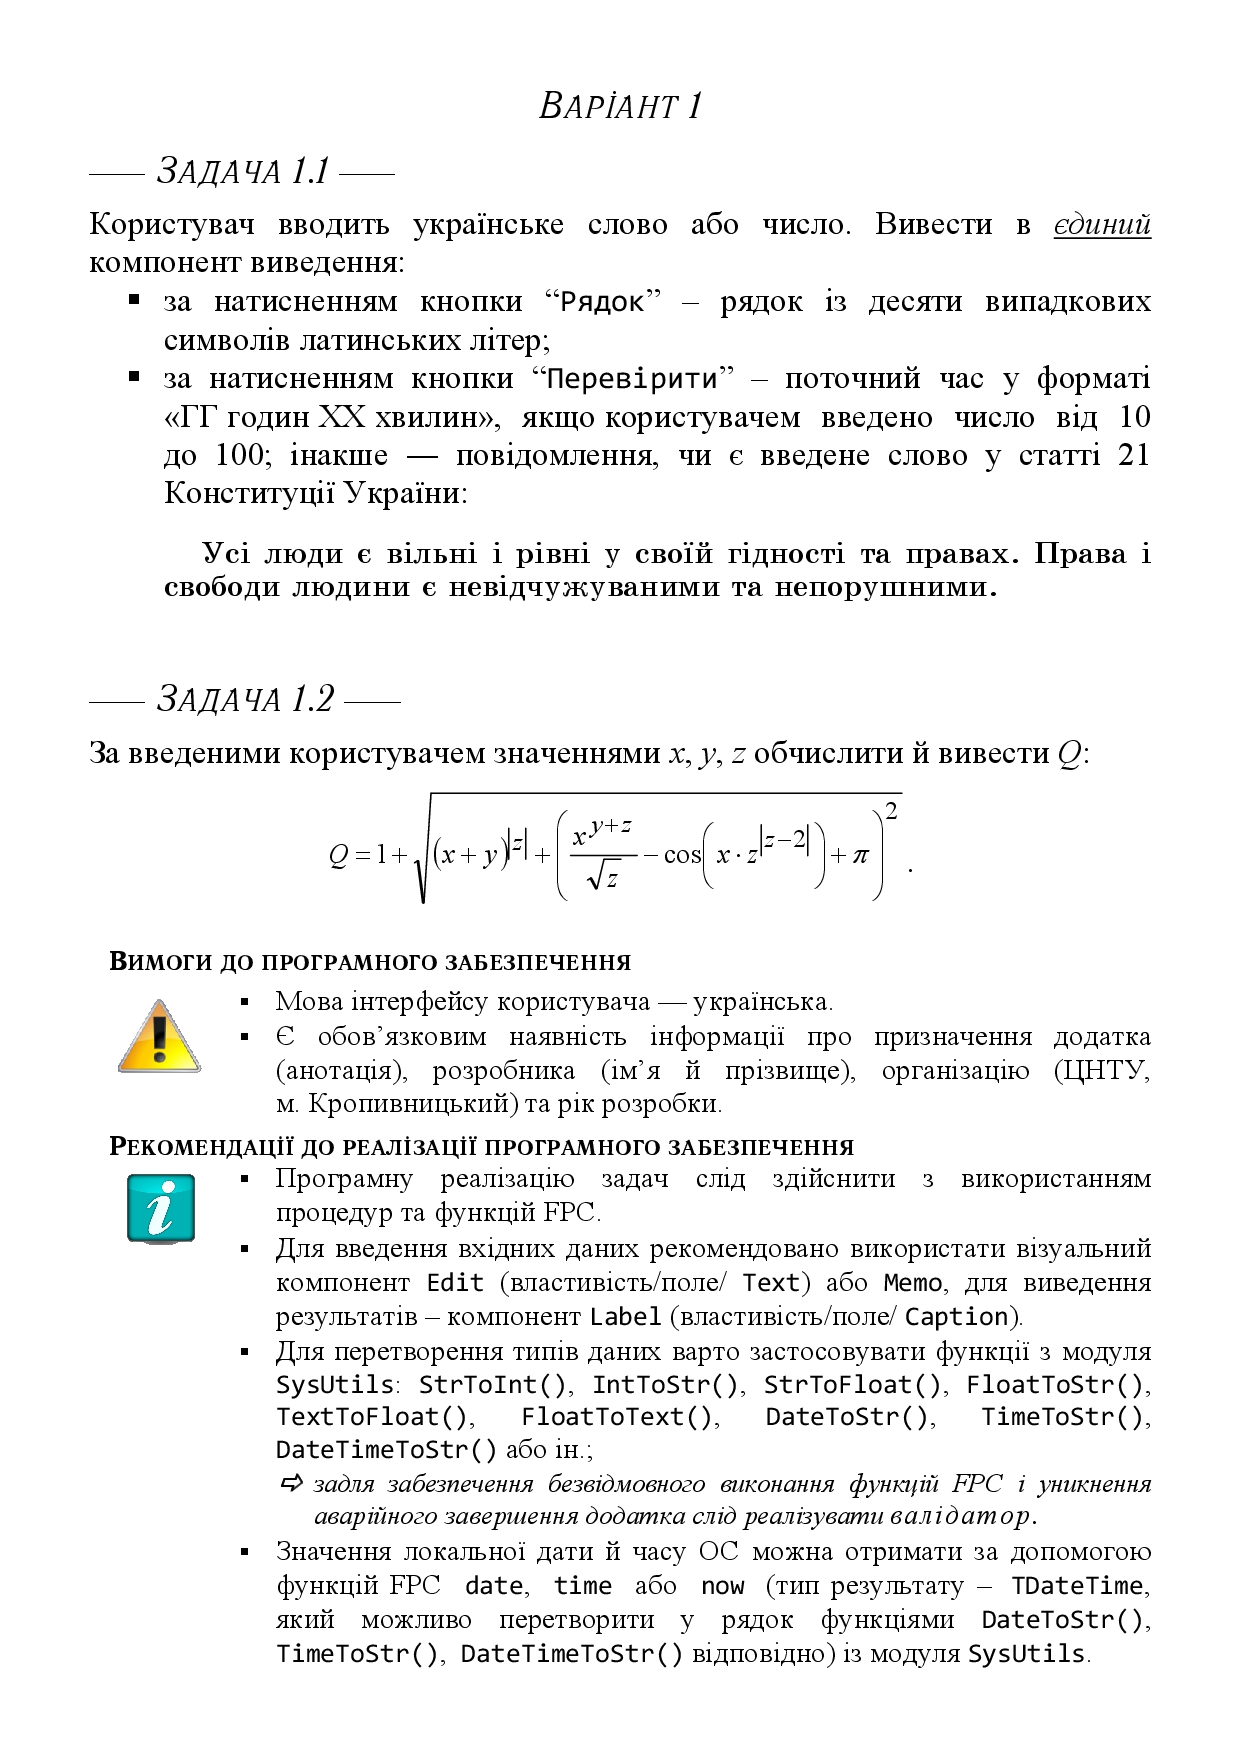 ВАРІАНТ 1
—— ЗАДАЧА 1.1 ——
Користувач вводить українське слово або число. Вивести в єдиний
компонент виведення:
▪ за натисненням кнопки “Рядок” – рядок із десяти випадкових
символів латинських літер;
▪ за натисненням кнопки “Перевірити” – поточний час у форматі
«ГГ годин ХХ хвилин», якщо користувачем введено число від 10
до 100; інакше — повідомлення, чи є введене слово у статті 21
Конституції України:
Усі люди є вільні і рівні у своїй гідності та правах. Права і
свободи людини є невідчужуваними та непорушними.
—— ЗАДАЧА 1.2 ——
За введеними користувачем значеннями x, y, z обчислити й вивести Q:
Q = 1 + √((x + y)^|z| + (x^(y+z)/√z − cos(x · z^|z−2|) + π)^2).
ВИМОГИ ДО ПРОГРАМНОГО ЗАБЕЗПЕЧЕННЯ
▪ Мова інтерфейсу користувача — українська.
▪ Є обов’язковим наявність інформації про призначення додатка
(анотація), розробника (ім’я й прізвище), організацію (ЦНТУ,
м. Кропивницький) та рік розробки.
РЕКОМЕНДАЦІЇ ДО РЕАЛІЗАЦІЇ ПРОГРАМНОГО ЗАБЕЗПЕЧЕННЯ
▪ Програмну реалізацію задач слід здійснити з використанням
процедур та функцій FPC.
▪ Для введення вхідних даних рекомендовано використати візуальний
компонент Edit (властивість/поле/ Text) або Memo, для виведення
результатів – компонент Label (властивість/поле/ Caption).
▪ Для перетворення типів даних варто застосовувати функції з модуля
SysUtils: StrToInt(), IntToStr(), StrToFloat(), FloatToStr(),
TextToFloat(), FloatToText(), DateToStr(), TimeToStr(),
DateTimeToStr() або ін.;
➪ задля забезпечення безвідмовного виконання функцій FPC і уникнення
аварійного завершення додатка слід реалізувати валідатор.
▪ Значення локальної дати й часу ОС можна отримати за допомогою
функцій FPC date, time або now (тип результату – TDateTime,
який можливо перетворити у рядок функціями DateToStr(),
TimeToStr(), DateTimeToStr() відповідно) із модуля SysUtils.